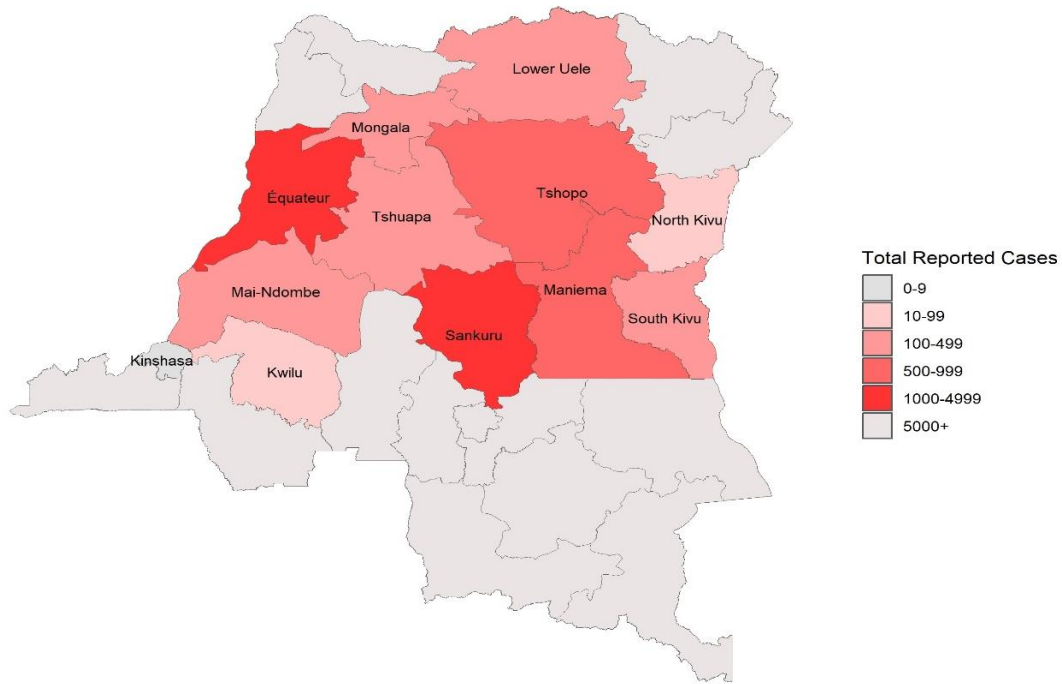 Lower Uele
Mongala
Équateur
Tshopo
Tshuapa
North Kivu
Mai-Ndombe
Maniema
South Kivu
Sankuru
Kinshasa
Kwilu
Total Reported Cases
0-9
10-99
100-499
500-999
1000-4999
5000+